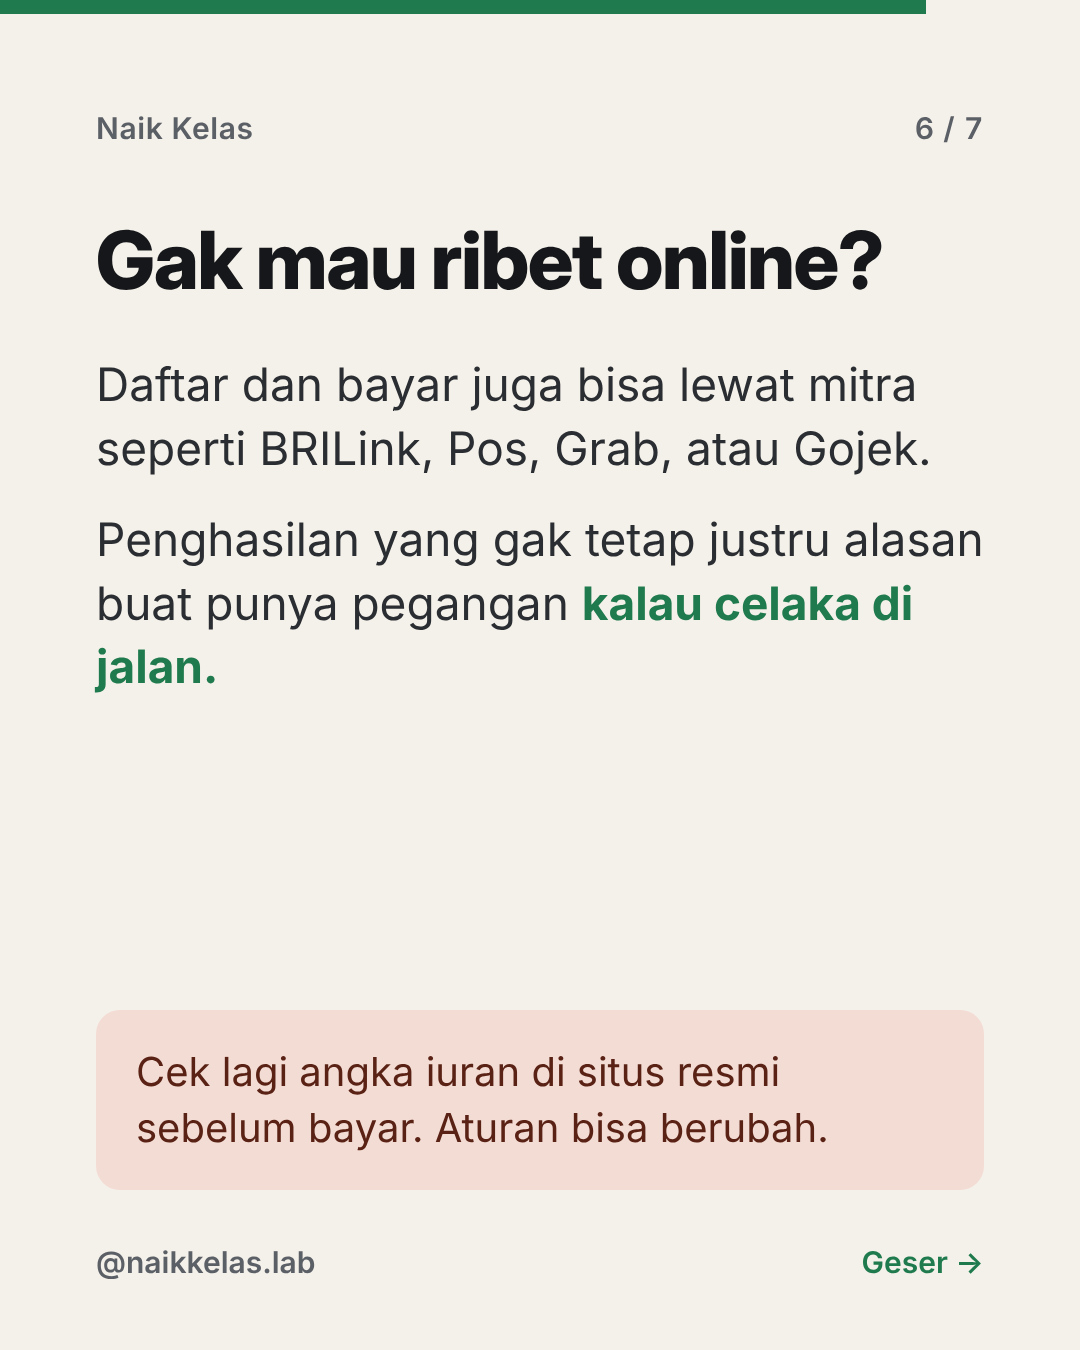 Naik Kelas
6 / 7
Gak mau ribet online?
Daftar dan bayar juga bisa lewat mitra
seperti BRILink, Pos, Grab, atau Gojek.
Penghasilan yang gak tetap justru alasan
buat punya pegangan kalau celaka di
jalan.
Cek lagi angka iuran di situs resmi
sebelum bayar. Aturan bisa berubah.
@naikkelas.lab
Geser →